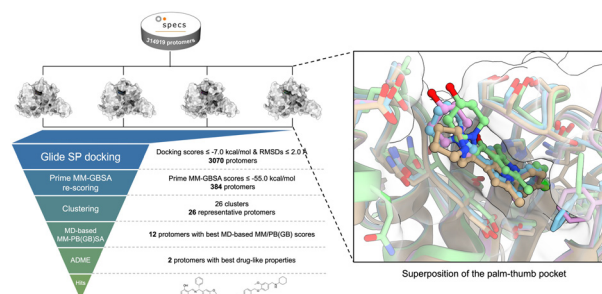 specs
314919 protomers
Glide SP docking
Docking scores ≤ -7.0 kcal/mol & RMSDs ≤ 2.0 Å
3070 protomers
Prime MM-GBSA
re-scoring
Prime MM-GBSA scores ≤ -55.0 kcal/mol
384 protomers
Clustering
26 clusters
26 representative protomers
MD-based
MM-PB(GB)SA
12 protomers with best MD-based MM/PB(GB) scores
ADME
2 protomers with best drug-like properties
Hits
Superposition of the palm-thumb pocket